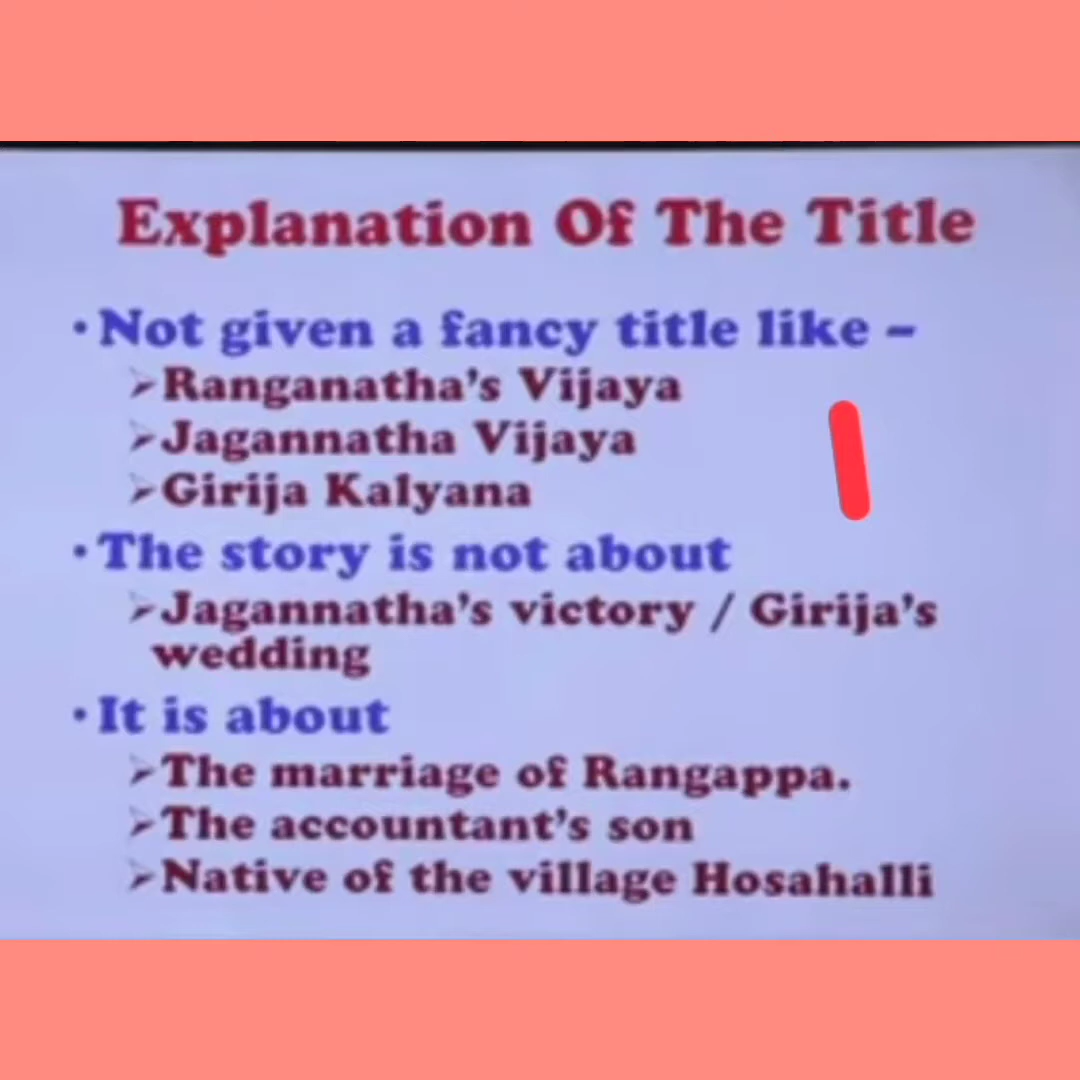 Explanation Of The Title
• Not given a fancy title like –
➢Ranganatha's Vijaya
➢Jagannatha Vijaya
➢Girija Kalyana
• The story is not about
➢Jagannatha's victory / Girija's
wedding
• It is about
➢The marriage of Rangappa.
➢The accountant's son
➢Native of the village Hosahalli